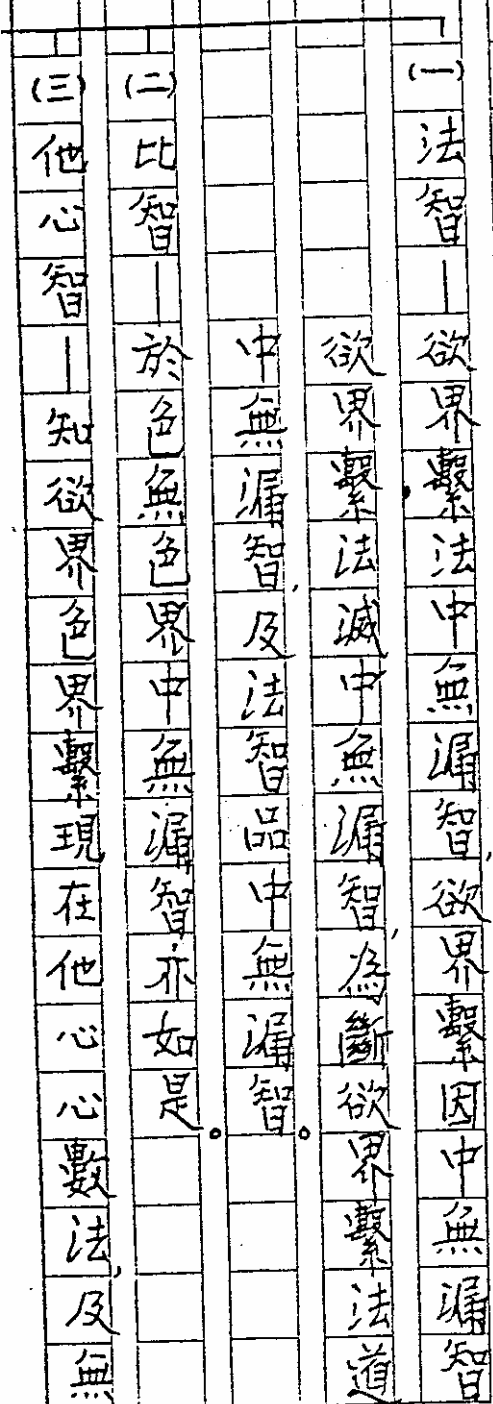 (一)法智—欲界繫法中無漏智,欲界繫因中無漏智
欲界繫法滅中無漏智,為斷欲界繫法道
中無漏智,及法智品中無漏智。
(二)比智—於色無色界中無漏智亦如是。
(三)他心智—知欲界色界繫現在他心心數法,及無